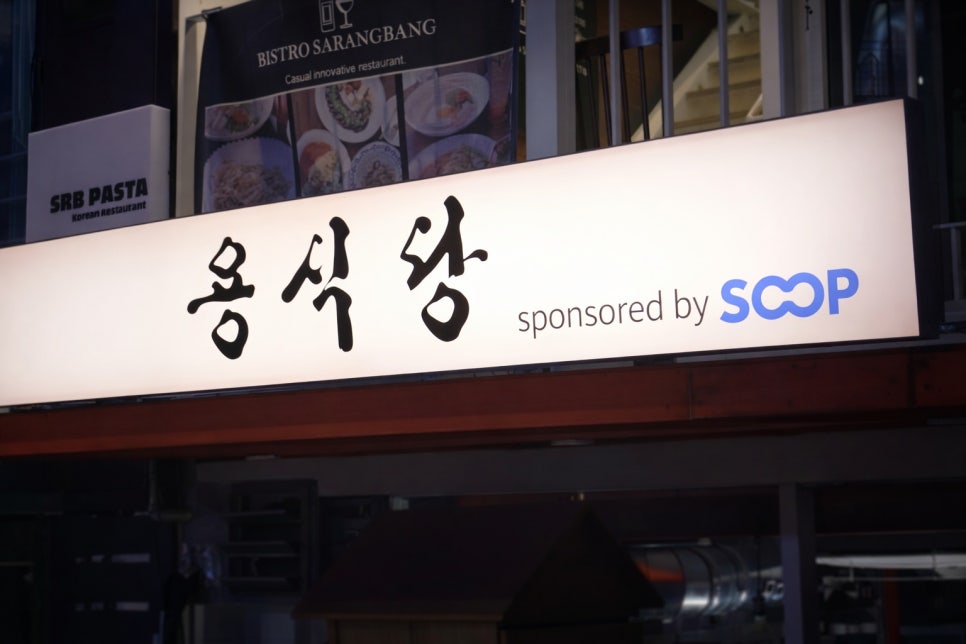 BISTRO SARANGBANG
Casual innovative restaurant.
SRB PASTA
Korean Restaurant
용식당
sponsored by SOOP